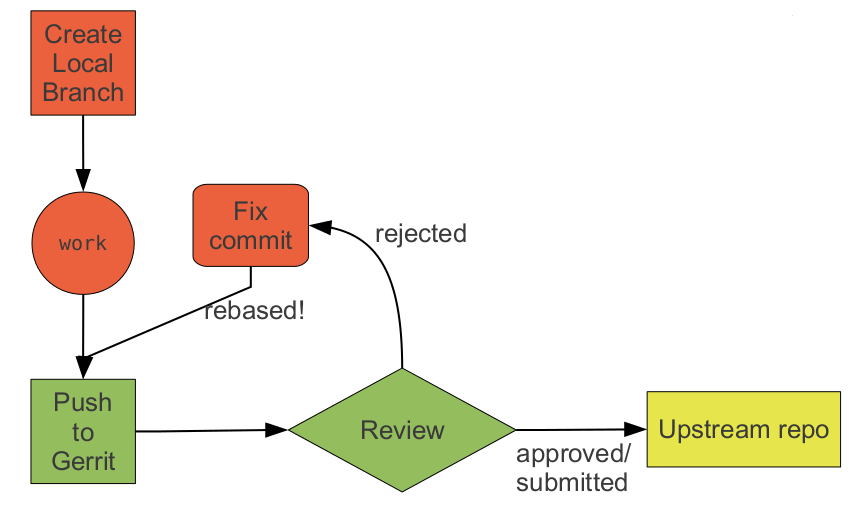 Create
Local
Branch
work
Fix
commit
rejected
rebased!
Push
to
Gerrit
Review
approved/
submitted
Upstream repo